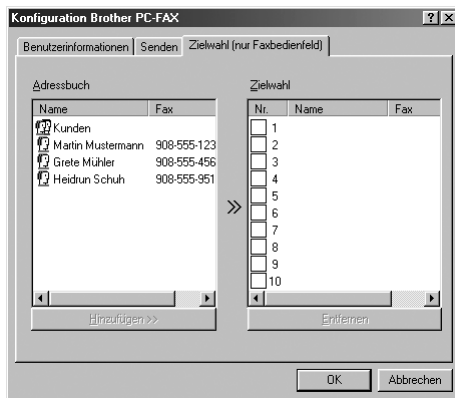 Konfiguration Brother PC-FAX
Benutzerinformationen Senden Zielwahl (nur Faxbedienfeld)
Adressbuch
Name Fax
Kunden
Martin Mustermann 908-555-123
Grete Mühler 908-555-456
Heidrun Schuh 908-555-951
Hinzufügen >>
Zielwahl
Nr. Name Fax
1
2
3
4
5
6
7
8
9
10
Entfernen
OK Abbrechen